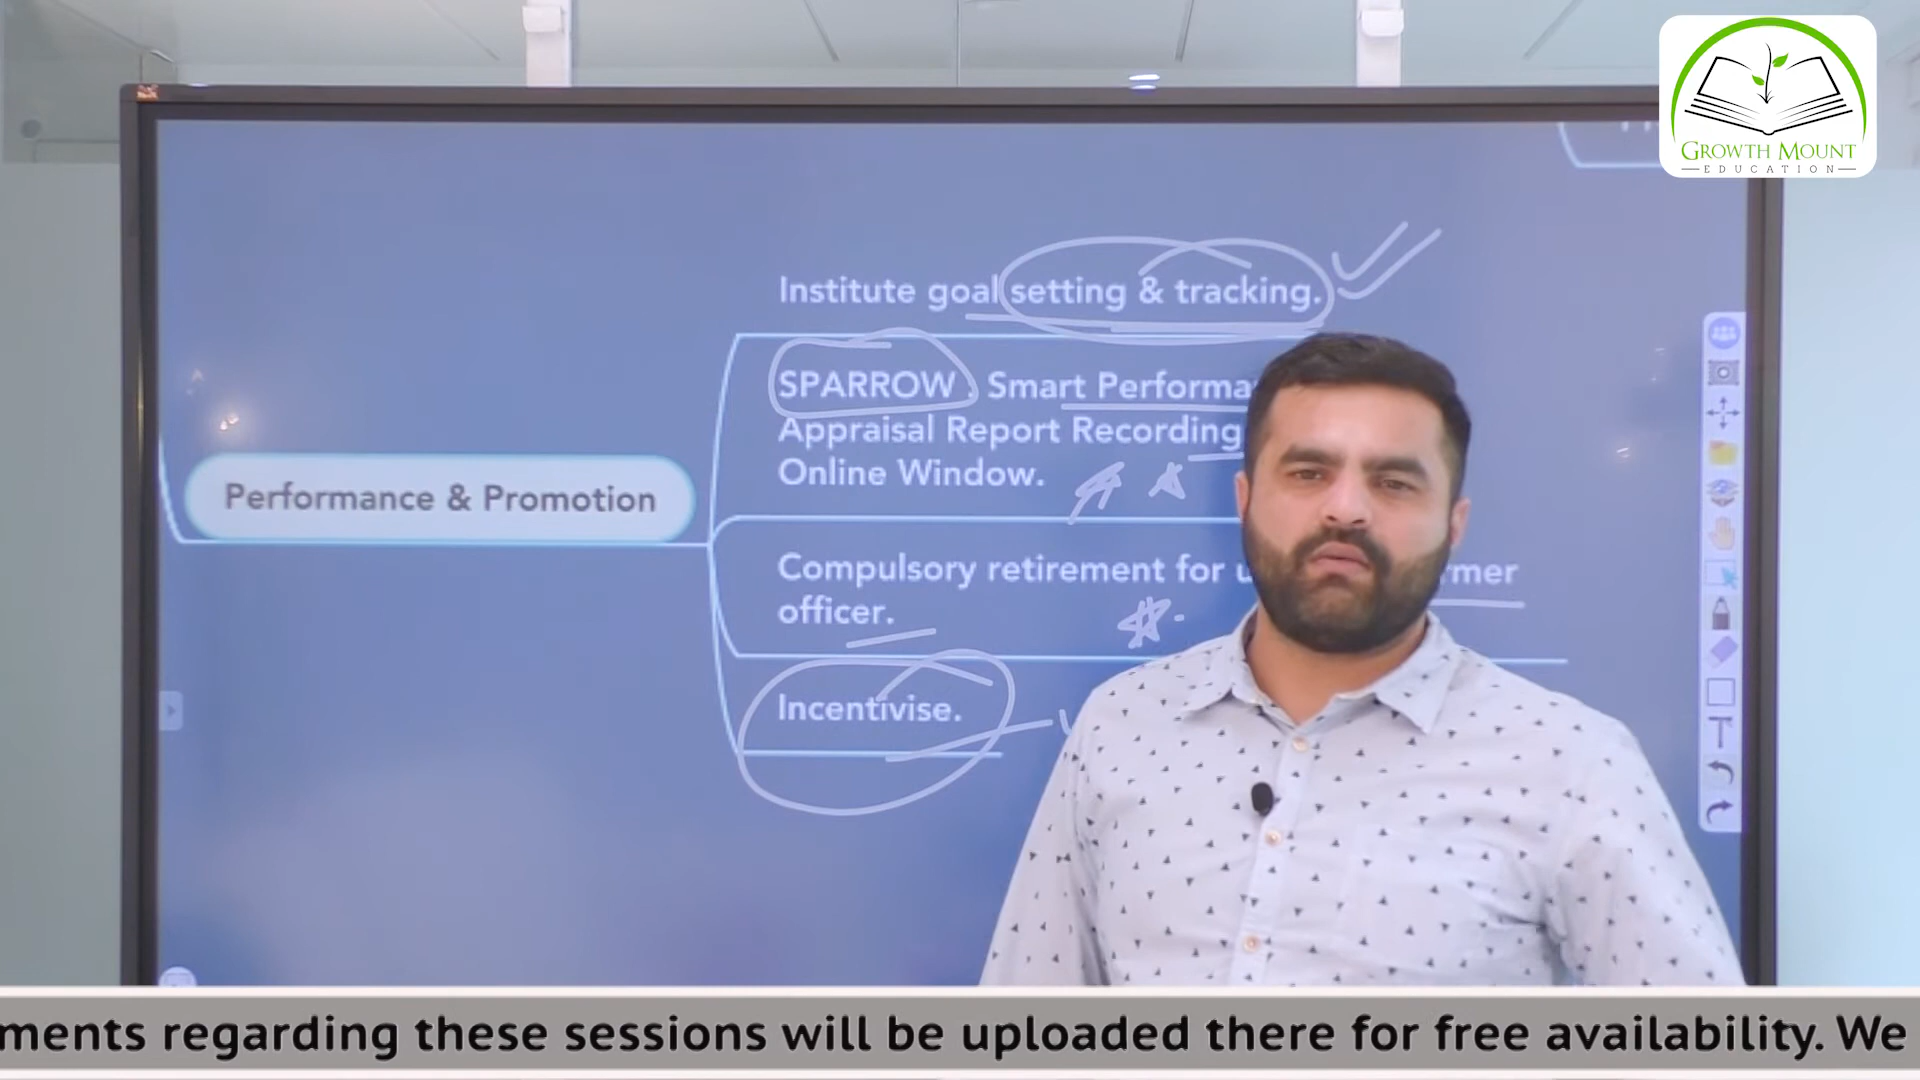 GROWTH MOUNT
EDUCATION
Institute goal setting & tracking.
SPARROW. Smart Performa
Appraisal Report Recording
Online Window.
Performance & Promotion
Compulsory retirement for u rmer
officer.
Incentivise.
ments regarding these sessions will be uploaded there for free availability. We